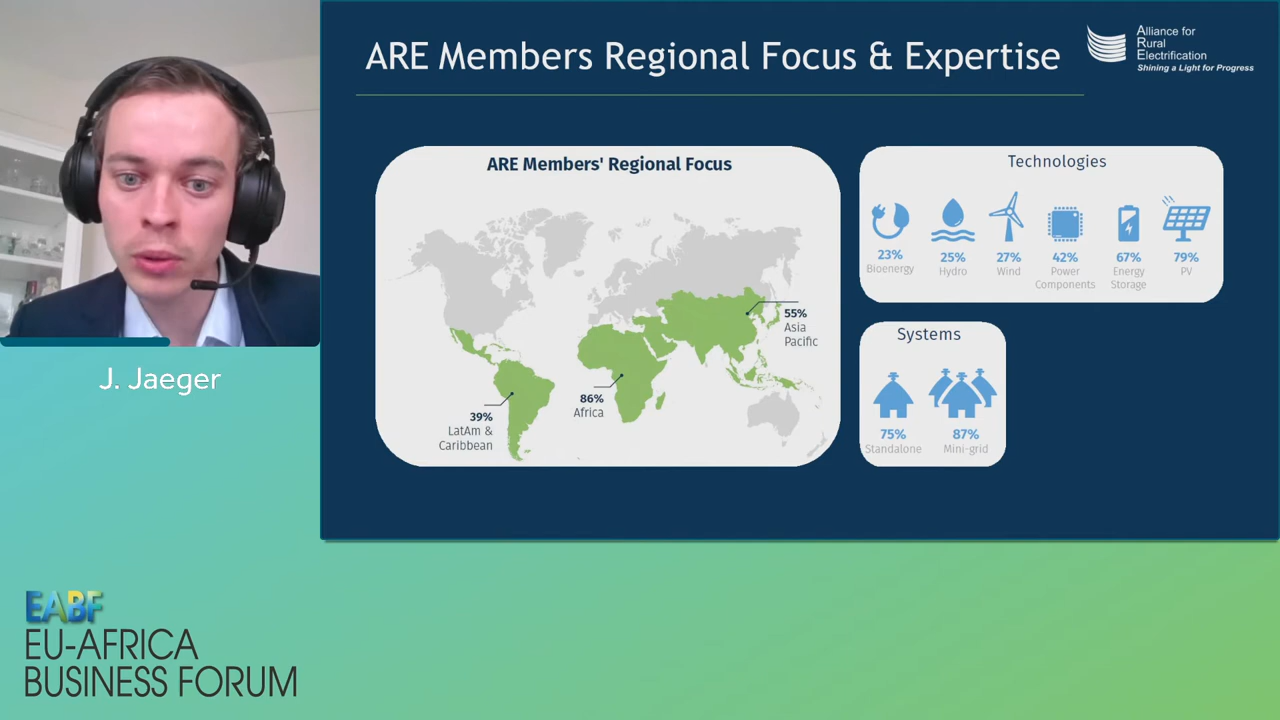 ARE Members Regional Focus & Expertise
Alliance for
Rural
Electrification
Shining a Light for Progress
ARE Members' Regional Focus
55%
Asia
Pacific
86%
Africa
39%
LatAm &
Caribbean
Technologies
23%
Bioenergy
25%
Hydro
27%
Wind
42%
Power
Components
67%
Energy
Storage
79%
PV
Systems
75%
Standalone
87%
Mini-grid
J. Jaeger
EABF
EU-AFRICA
BUSINESS FORUM